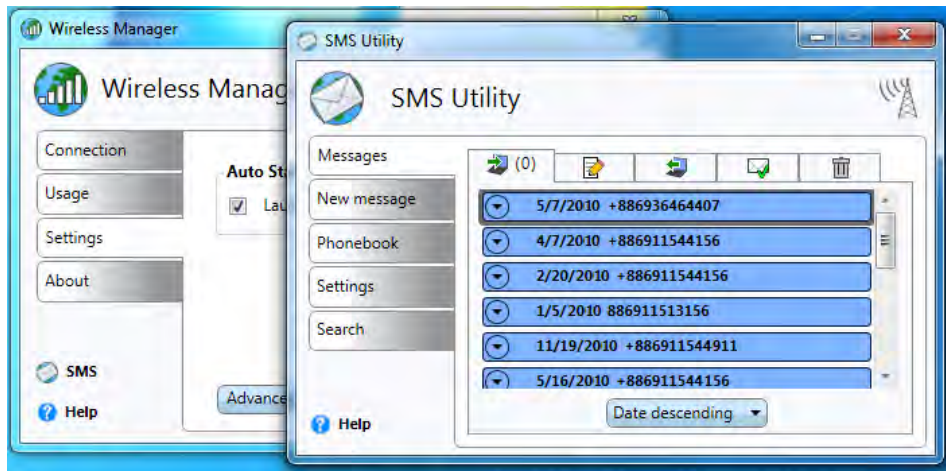 Wireless Manager
Wireless Manag
Connection
Usage
Settings
About
SMS
Help
Auto Sta
Lau
Advance
SMS Utility
SMS Utility
Messages
New message
Phonebook
Settings
Search
Help
(0)
5/7/2010 +886936464407
4/7/2010 +886911544156
2/20/2010 +886911544156
1/5/2010 886911513156
11/19/2010 +886911544911
5/16/2010 +886911544156
Date descending